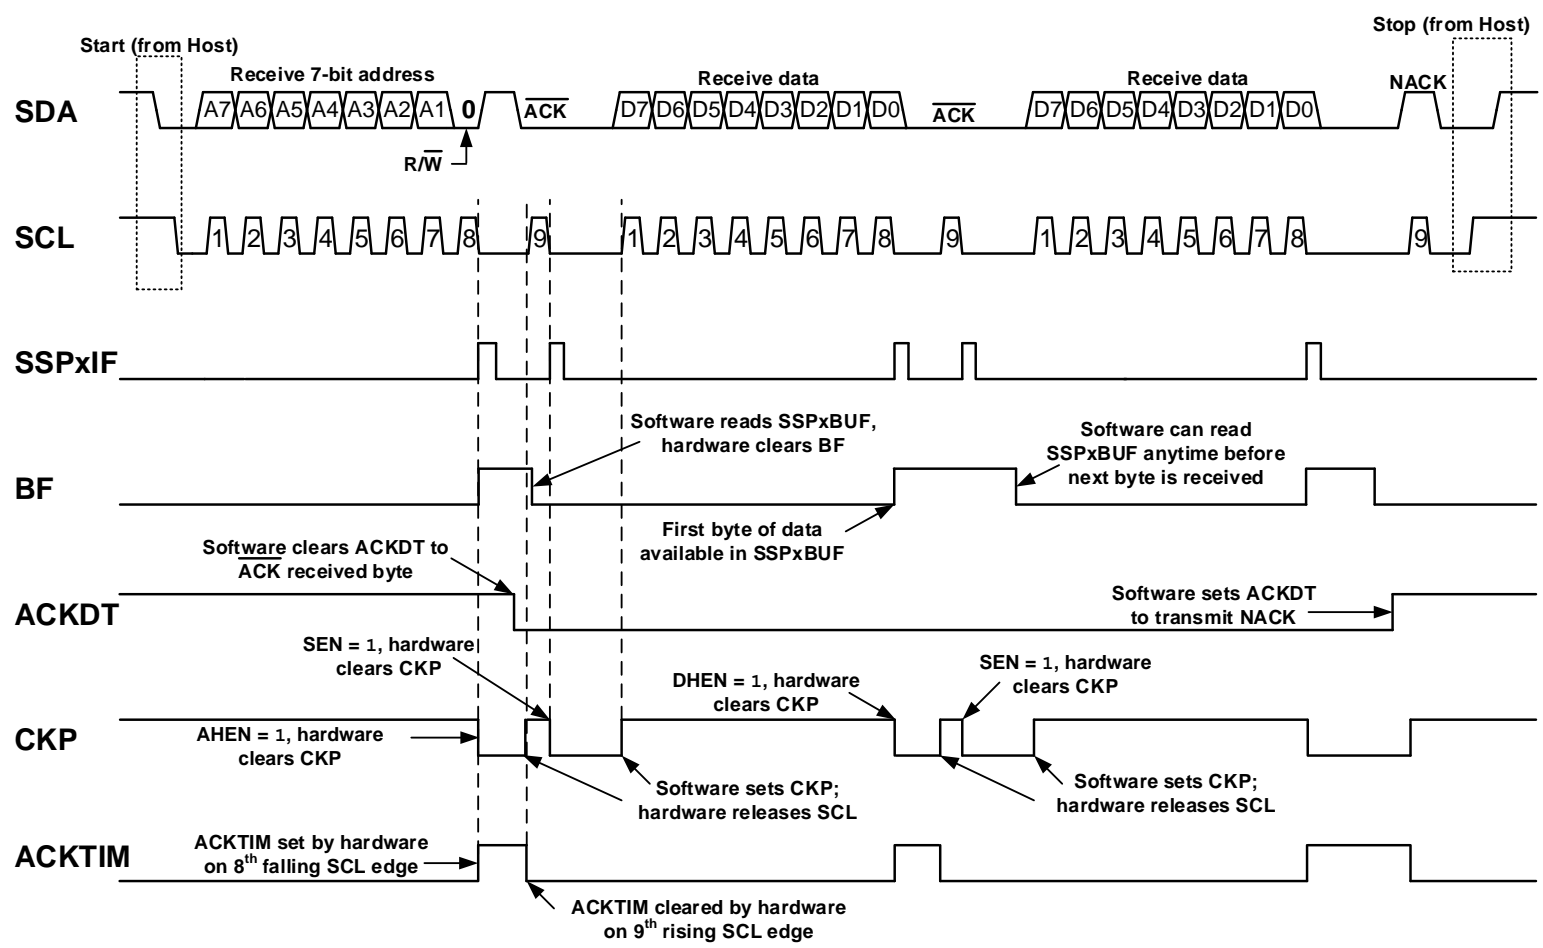 Stop (from Host)
Start (from Host)
Receive 7-bit address
Receive data
Receive data
NACK
SDA
A7 A6 A5 A4 A3 A2 A1 0 ACK D7 D6 D5 D4 D3 D2 D1 D0 ACK D7 D6 D5 D4 D3 D2 D1 D0
R/W
SCL
1 2 3 4 5 6 7 8 9 1 2 3 4 5 6 7 8 9 1 2 3 4 5 6 7 8 9
SSPxIF
Software reads SSPxBUF,
hardware clears BF
Software can read
SSPxBUF anytime before
next byte is received
BF
First byte of data
available in SSPxBUF
Software clears ACKDT to
ACK received byte
ACKDT
Software sets ACKDT
to transmit NACK
SEN = 1, hardware
clears CKP
DHEN = 1, hardware
clears CKP
SEN = 1, hardware
clears CKP
CKP
AHEN = 1, hardware
clears CKP
Software sets CKP;
hardware releases SCL
Software sets CKP;
hardware releases SCL
ACKTIM
ACKTIM set by hardware
on 8th falling SCL edge
ACKTIM cleared by hardware
on 9th rising SCL edge